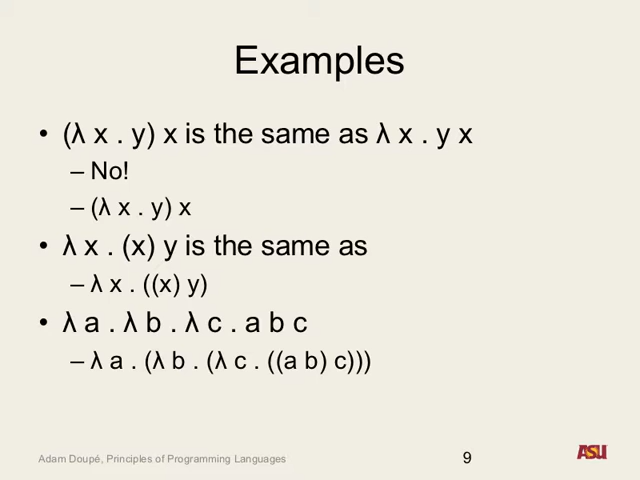 Examples
• (λ x . y) x is the same as λ x . y x
– No!
– (λ x . y) x
• λ x . (x) y is the same as
– λ x . ((x) y)
• λ a . λ b . λ c . a b c
– λ a . (λ b . (λ c . ((a b) c)))
Adam Doupé, Principles of Programming Languages
9
ASU